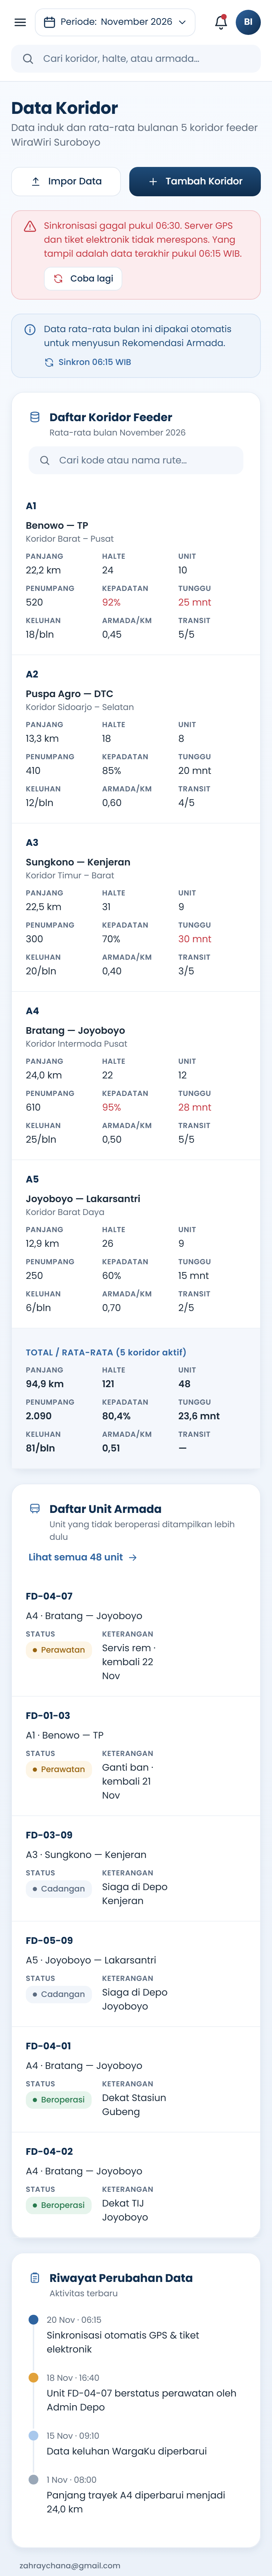 Periode: November 2026
BI
Cari koridor, halte, atau armada...
Data Koridor
Data induk dan rata-rata bulanan 5 koridor feeder
WiraWiri Suroboyo
Impor Data
Tambah Koridor
Sinkronisasi gagal pukul 06:30. Server GPS
dan tiket elektronik tidak merespons. Yang
tampil adalah data terakhir pukul 06:15 WIB.
Coba lagi
Data rata-rata bulan ini dipakai otomatis
untuk menyusun Rekomendasi Armada.
Sinkron 06:15 WIB
Daftar Koridor Feeder
Rata-rata bulan November 2026
Cari kode atau nama rute...
A1
Benowo — TP
Koridor Barat – Pusat
PANJANG HALTE UNIT
22,2 km 24 10
PENUMPANG KEPADATAN TUNGGU
520 92% 25 mnt
KELUHAN ARMADA/KM TRANSIT
18/bln 0,45 5/5
A2
Puspa Agro — DTC
Koridor Sidoarjo – Selatan
PANJANG HALTE UNIT
13,3 km 18 8
PENUMPANG KEPADATAN TUNGGU
410 85% 20 mnt
KELUHAN ARMADA/KM TRANSIT
12/bln 0,60 4/5
A3
Sungkono — Kenjeran
Koridor Timur – Barat
PANJANG HALTE UNIT
22,5 km 31 9
PENUMPANG KEPADATAN TUNGGU
300 70% 30 mnt
KELUHAN ARMADA/KM TRANSIT
20/bln 0,40 3/5
A4
Bratang — Joyoboyo
Koridor Intermoda Pusat
PANJANG HALTE UNIT
24,0 km 22 12
PENUMPANG KEPADATAN TUNGGU
610 95% 28 mnt
KELUHAN ARMADA/KM TRANSIT
25/bln 0,50 5/5
A5
Joyoboyo — Lakarsantri
Koridor Barat Daya
PANJANG HALTE UNIT
12,9 km 26 9
PENUMPANG KEPADATAN TUNGGU
250 60% 15 mnt
KELUHAN ARMADA/KM TRANSIT
6/bln 0,70 2/5
TOTAL / RATA-RATA (5 koridor aktif)
PANJANG HALTE UNIT
94,9 km 121 48
PENUMPANG KEPADATAN TUNGGU
2.090 80,4% 23,6 mnt
KELUHAN ARMADA/KM TRANSIT
81/bln 0,51 —
Daftar Unit Armada
Unit yang tidak beroperasi ditampilkan lebih
dulu
Lihat semua 48 unit →
FD-04-07
A4 · Bratang — Joyoboyo
STATUS KETERANGAN
Perawatan Servis rem ·
kembali 22
Nov
FD-01-03
A1 · Benowo — TP
STATUS KETERANGAN
Perawatan Ganti ban ·
kembali 21
Nov
FD-03-09
A3 · Sungkono — Kenjeran
STATUS KETERANGAN
Cadangan Siaga di Depo
Kenjeran
FD-05-09
A5 · Joyoboyo — Lakarsantri
STATUS KETERANGAN
Cadangan Siaga di Depo
Joyoboyo
FD-04-01
A4 · Bratang — Joyoboyo
STATUS KETERANGAN
Beroperasi Dekat Stasiun
Gubeng
FD-04-02
A4 · Bratang — Joyoboyo
STATUS KETERANGAN
Beroperasi Dekat TIJ
Joyoboyo
Riwayat Perubahan Data
Aktivitas terbaru
20 Nov · 06:15
Sinkronisasi otomatis GPS & tiket
elektronik
18 Nov · 16:40
Unit FD-04-07 berstatus perawatan oleh
Admin Depo
15 Nov · 09:10
Data keluhan WargaKu diperbarui
1 Nov · 08:00
Panjang trayek A4 diperbarui menjadi
24,0 km
zahraychana@gmail.com